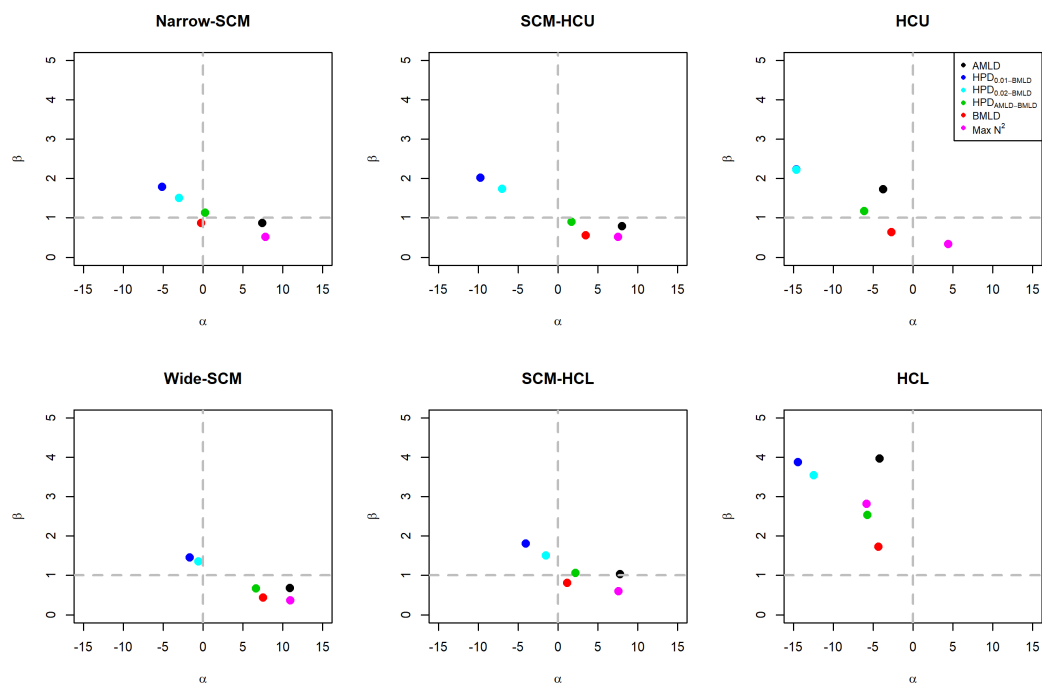 Narrow-SCM
SCM-HCU
HCU
β
0 1 2 3 4 5
-15 -10 -5 0 5 10 15
α
β
0 1 2 3 4 5
-15 -10 -5 0 5 10 15
α
β
0 1 2 3 4 5
-15 -10 -5 0 5 10 15
α
AMLD
HPD0.01−BMLD
HPD0.02−BMLD
HPDAMLD−BMLD
BMLD
Max N²
Wide-SCM
SCM-HCL
HCL
β
0 1 2 3 4 5
-15 -10 -5 0 5 10 15
α
β
0 1 2 3 4 5
-15 -10 -5 0 5 10 15
α
β
0 1 2 3 4 5
-15 -10 -5 0 5 10 15
α